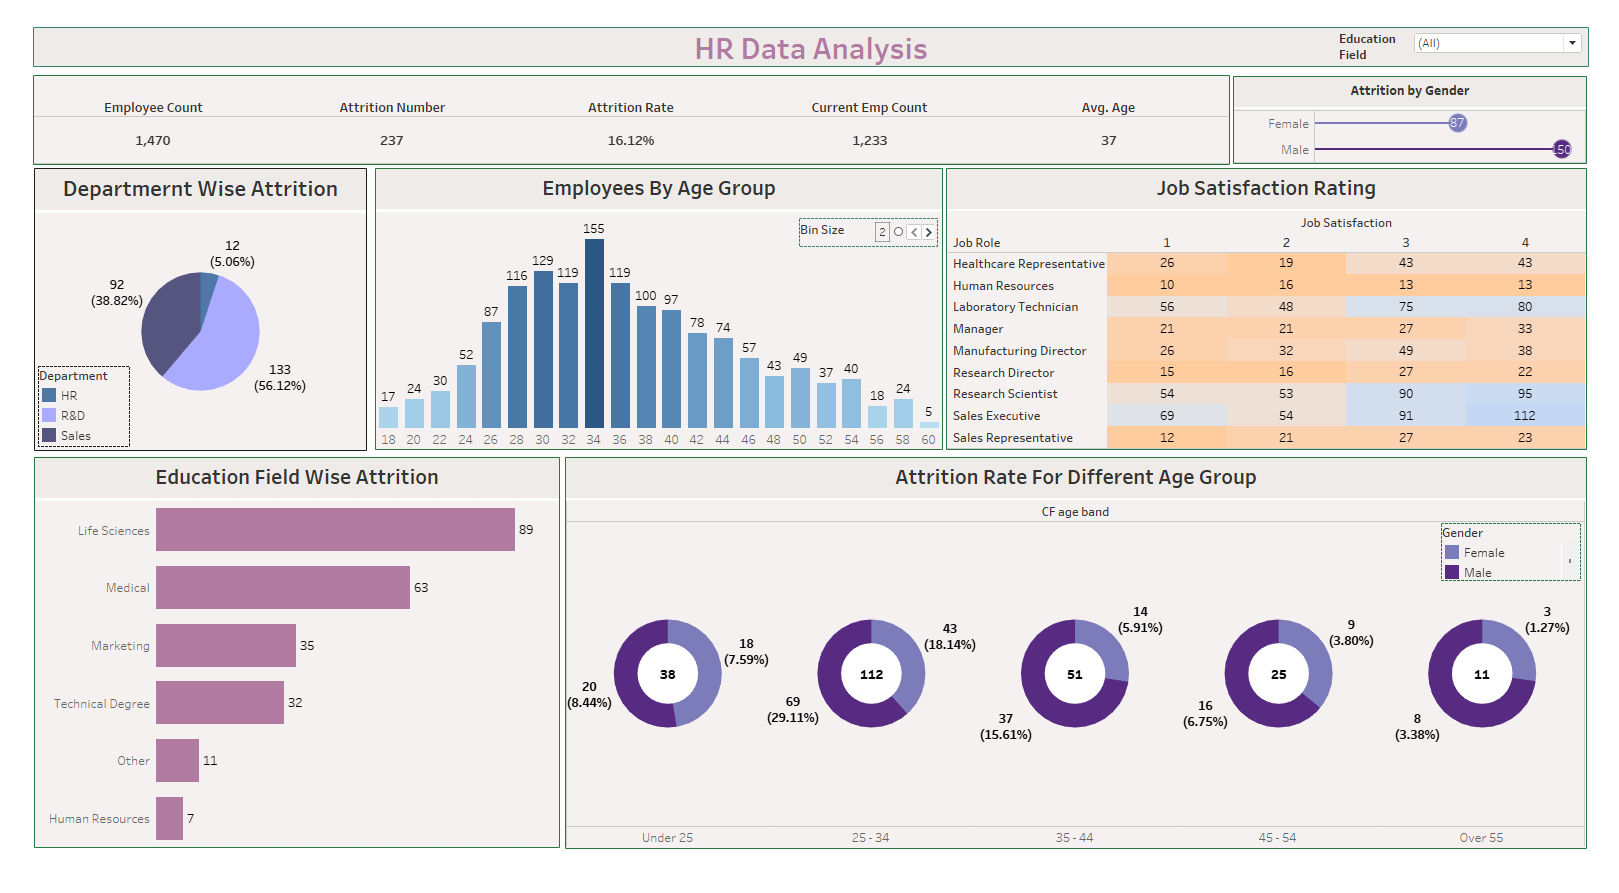 HR Data Analysis
Education
Field
(All)
Employee Count Attrition Number Attrition Rate Current Emp Count Avg. Age
1,470 237 16.12% 1,233 37
Attrition by Gender
Female 87
Male 150
Departmernt Wise Attrition
12
(5.06%)
92
(38.82%)
133
(56.12%)
Department
HR
R&D
Sales
Employees By Age Group
Bin Size 2
17 24 30 52 87 116 129 119 155 119 100 97 78 74 57 43 49 37 40 18 24 5
18 20 22 24 26 28 30 32 34 36 38 40 42 44 46 48 50 52 54 56 58 60
Job Satisfaction Rating
Job Satisfaction
Job Role 1 2 3 4
Healthcare Representative 26 19 43 43
Human Resources 10 16 13 13
Laboratory Technician 56 48 75 80
Manager 21 21 27 33
Manufacturing Director 26 32 49 38
Research Director 15 16 27 22
Research Scientist 54 53 90 95
Sales Executive 69 54 91 112
Sales Representative 12 21 27 23
Education Field Wise Attrition
Life Sciences 89
Medical 63
Marketing 35
Technical Degree 32
Other 11
Human Resources 7
Attrition Rate For Different Age Group
CF age band
Gender
Female
Male
18
(7.59%)
38
20
(8.44%)
43
(18.14%)
112
69
(29.11%)
14
(5.91%)
51
37
(15.61%)
9
(3.80%)
25
16
(6.75%)
3
(1.27%)
11
8
(3.38%)
Under 25 25 - 34 35 - 44 45 - 54 Over 55